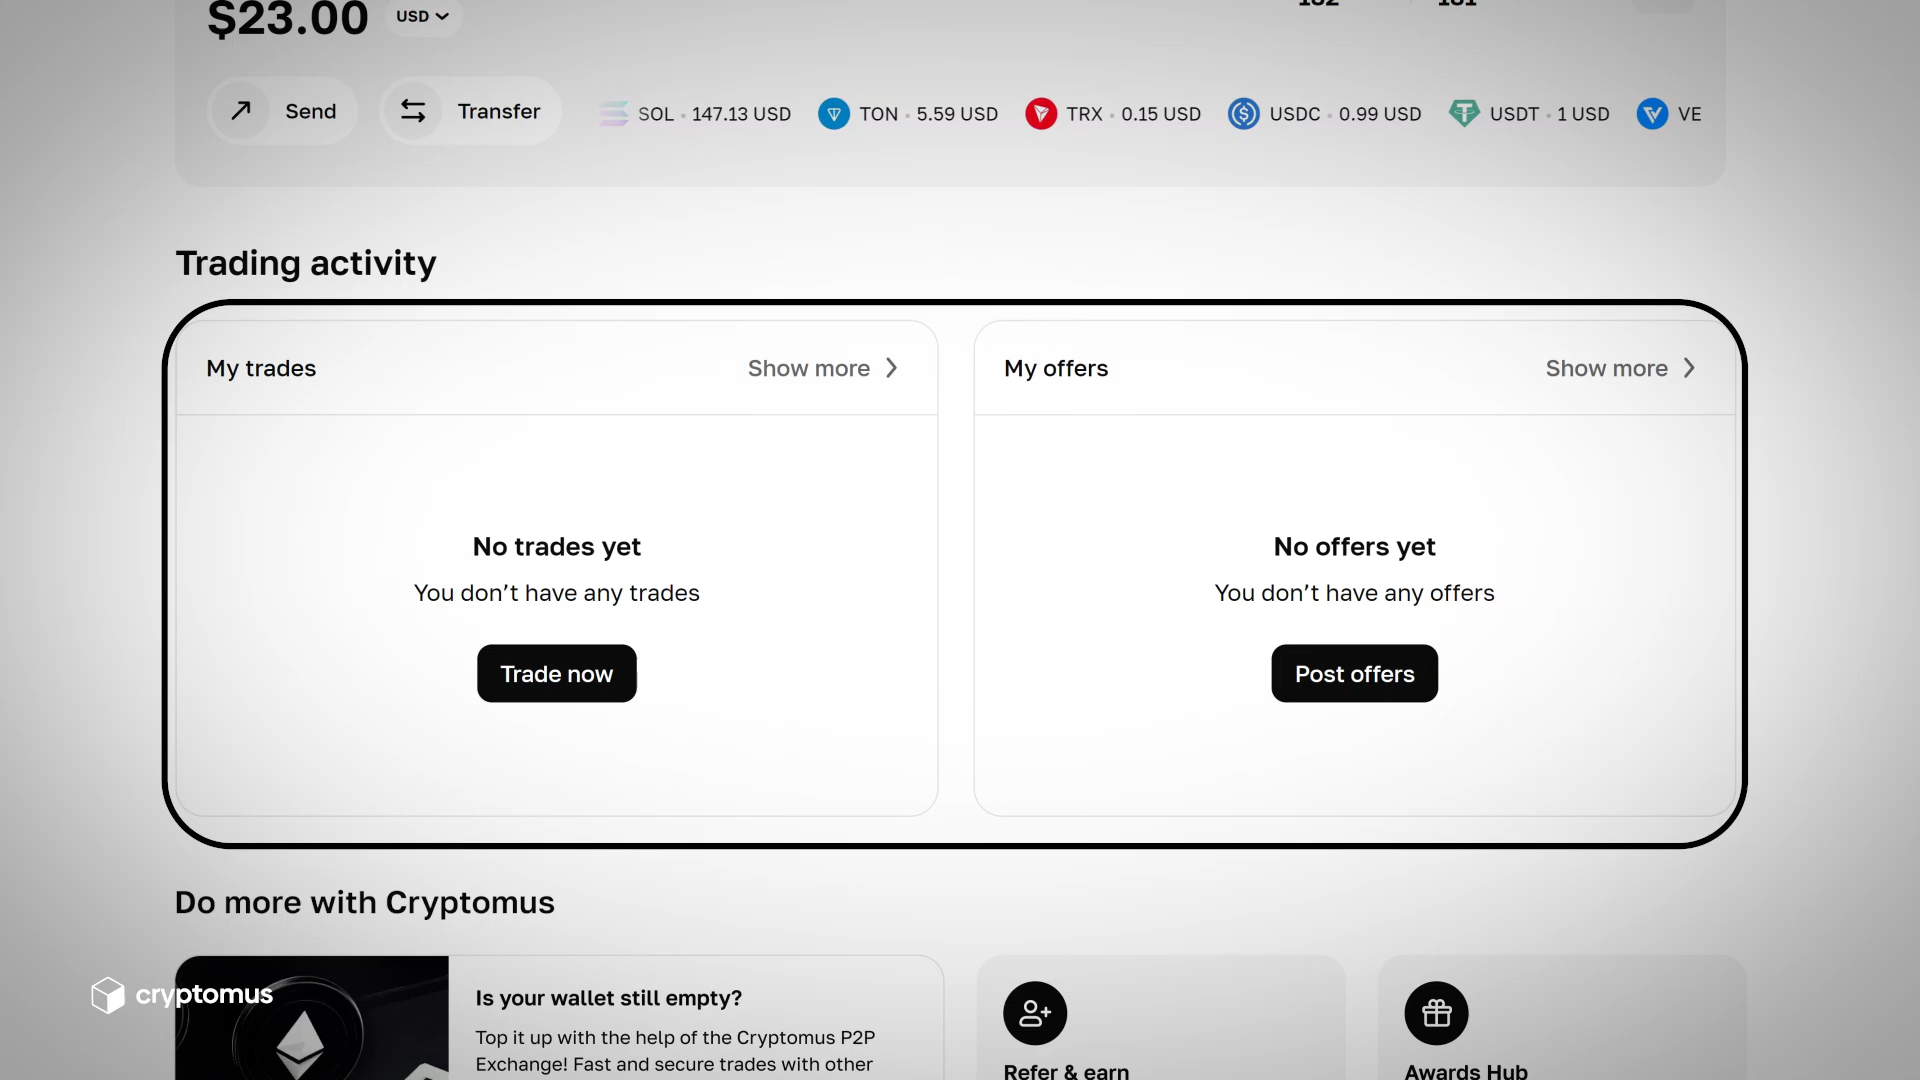 $23.00 USD
Send Transfer SOL • 147.13 USD TON • 5.59 USD TRX • 0.15 USD USDC • 0.99 USD USDT • 1 USD VE
Trading activity
My trades Show more
My offers Show more
No trades yet
You don’t have any trades
Trade now
No offers yet
You don’t have any offers
Post offers
Do more with Cryptomus
cryptomus
Is your wallet still empty?
Top it up with the help of the Cryptomus P2P
Exchange! Fast and secure trades with other
Refer & earn
Awards Hub